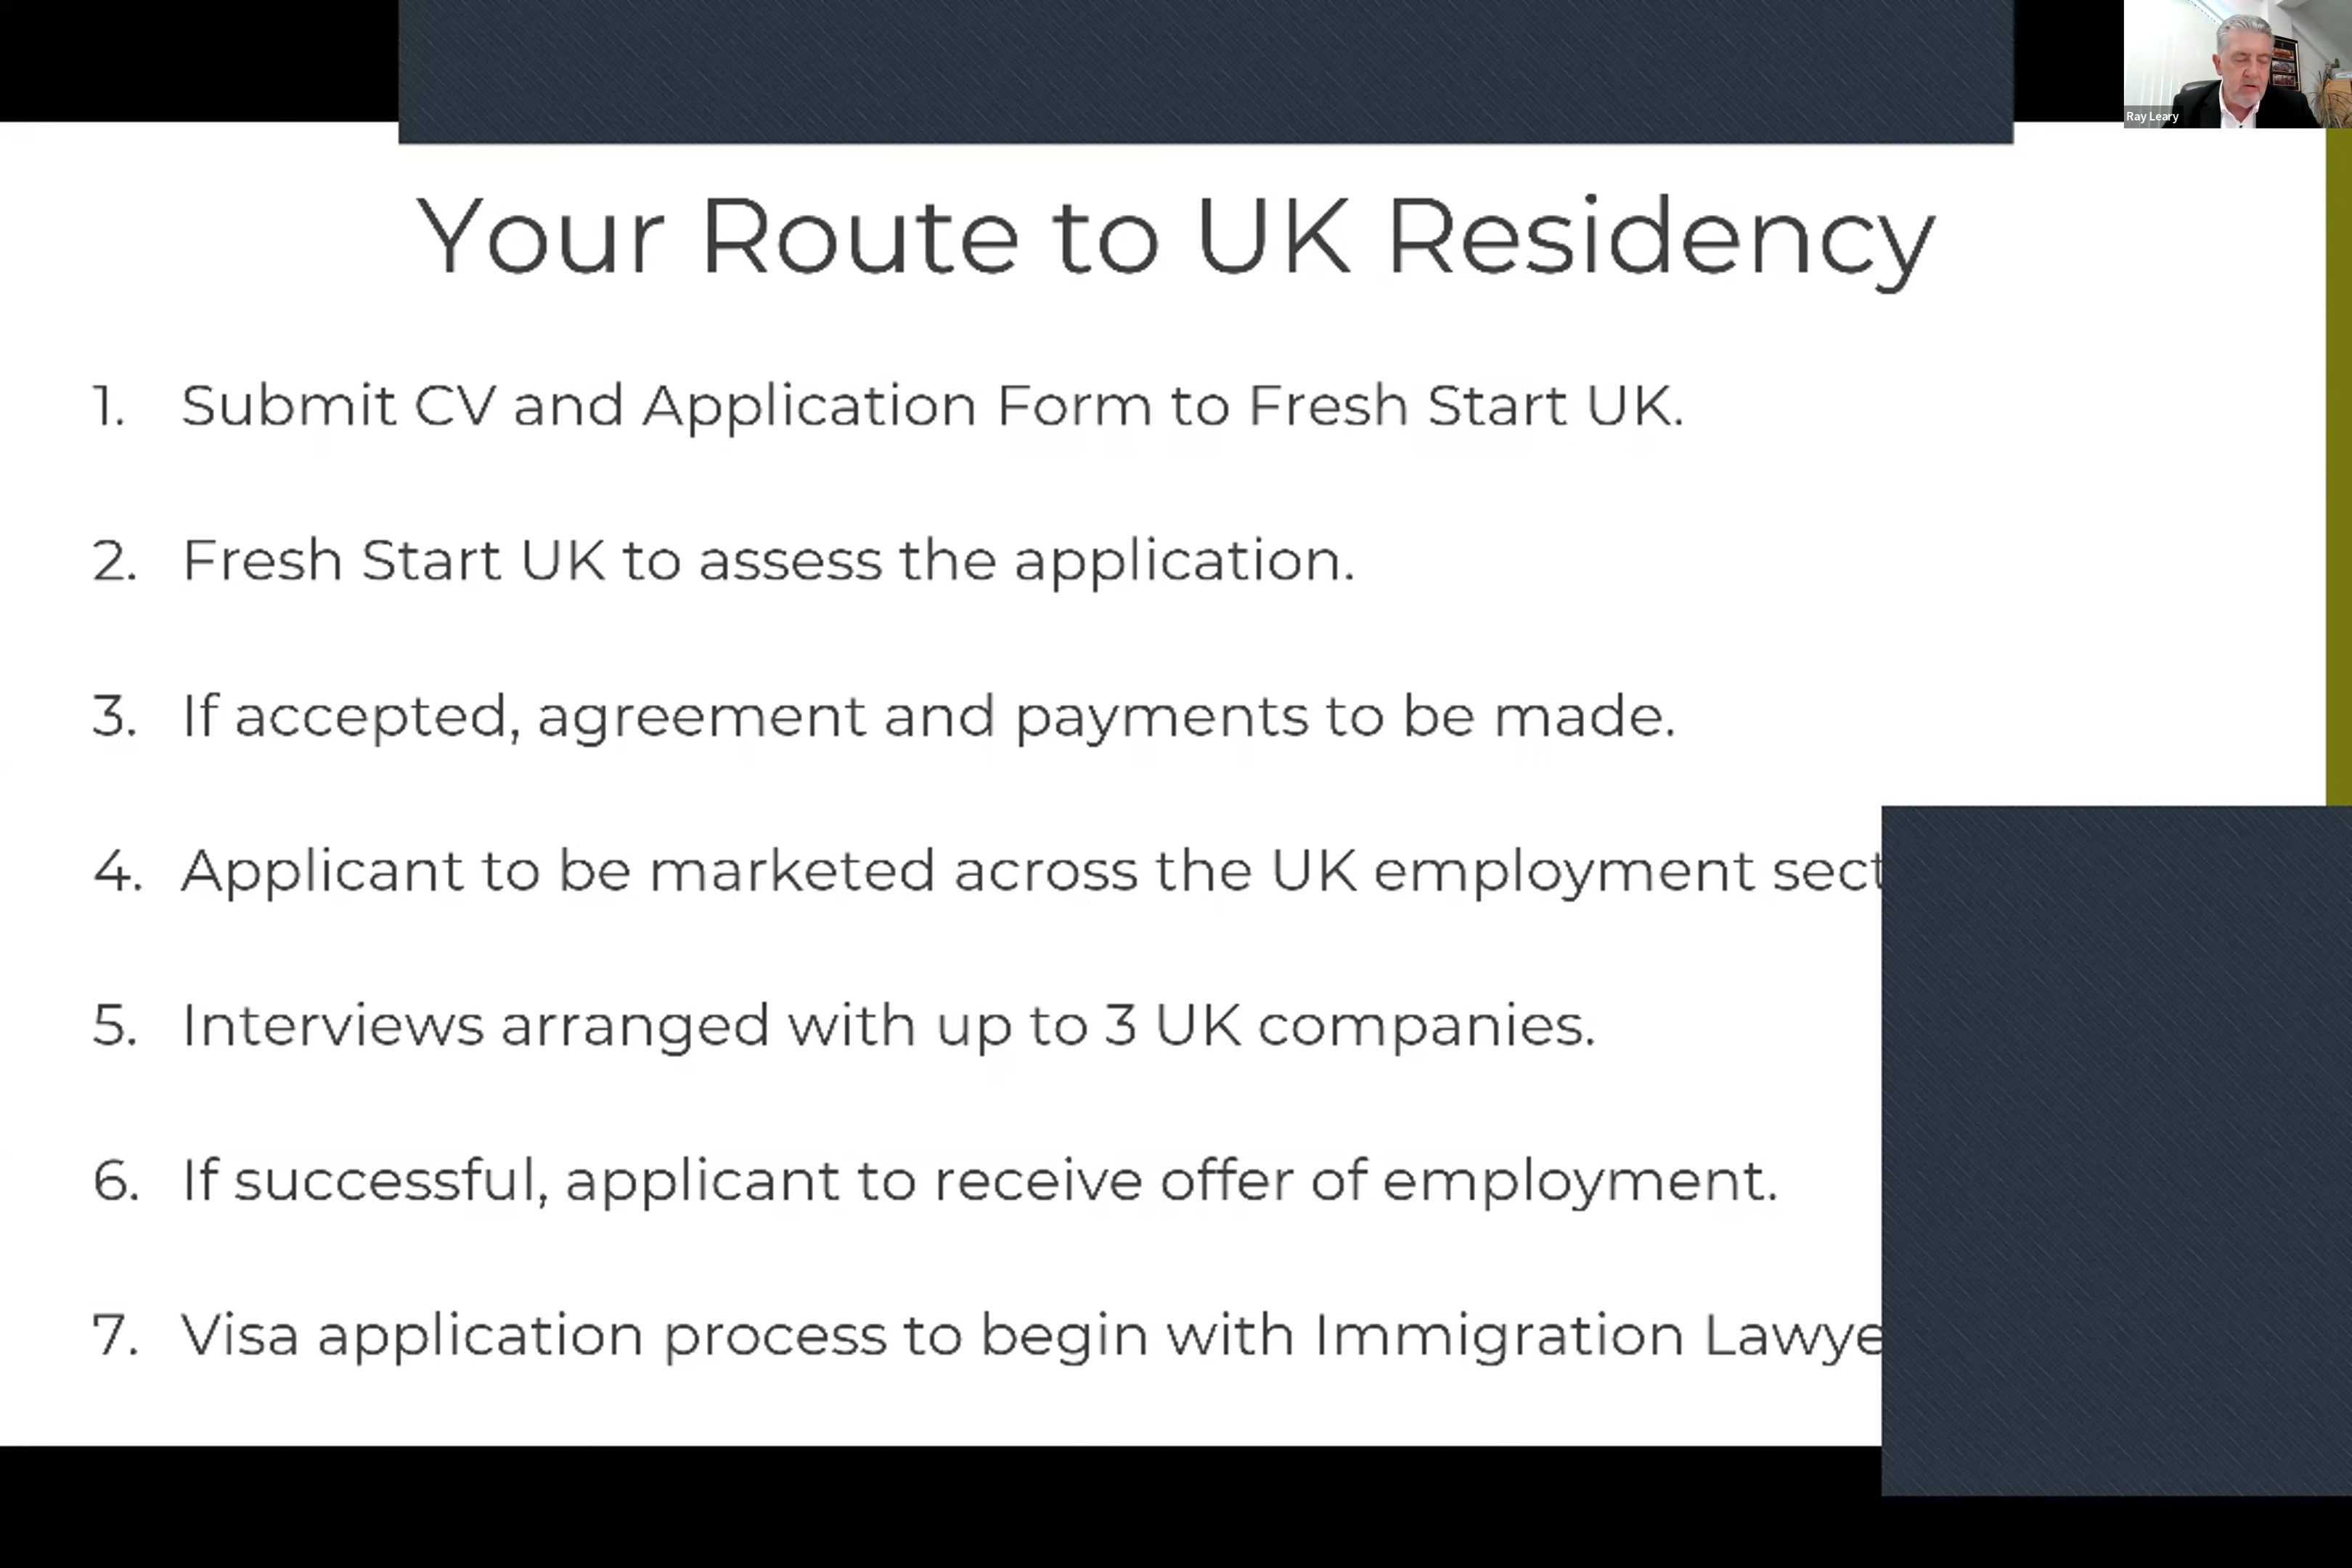 Ray Leary
Your Route to UK Residency
1. Submit CV and Application Form to Fresh Start UK.
2. Fresh Start UK to assess the application.
3. If accepted, agreement and payments to be made.
4. Applicant to be marketed across the UK employment sect
5. Interviews arranged with up to 3 UK companies.
6. If successful, applicant to receive offer of employment.
7. Visa application process to begin with Immigration Lawye